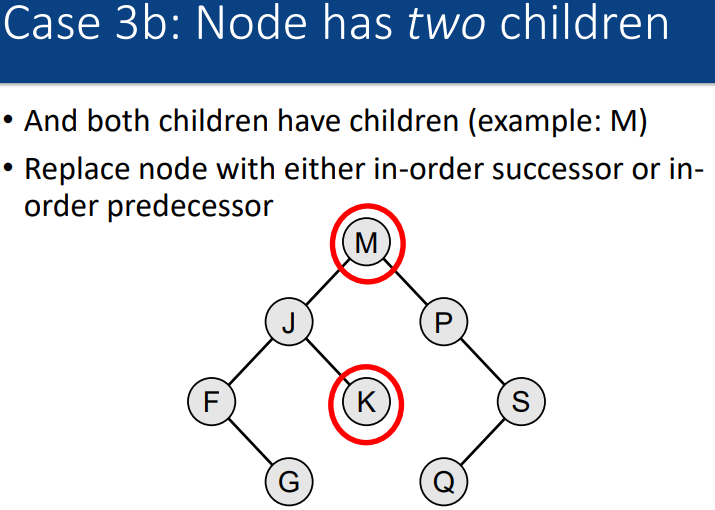 Case 3b: Node has two children
• And both children have children (example: M)
• Replace node with either in-order successor or in-
order predecessor
M
J P
F K S
G Q